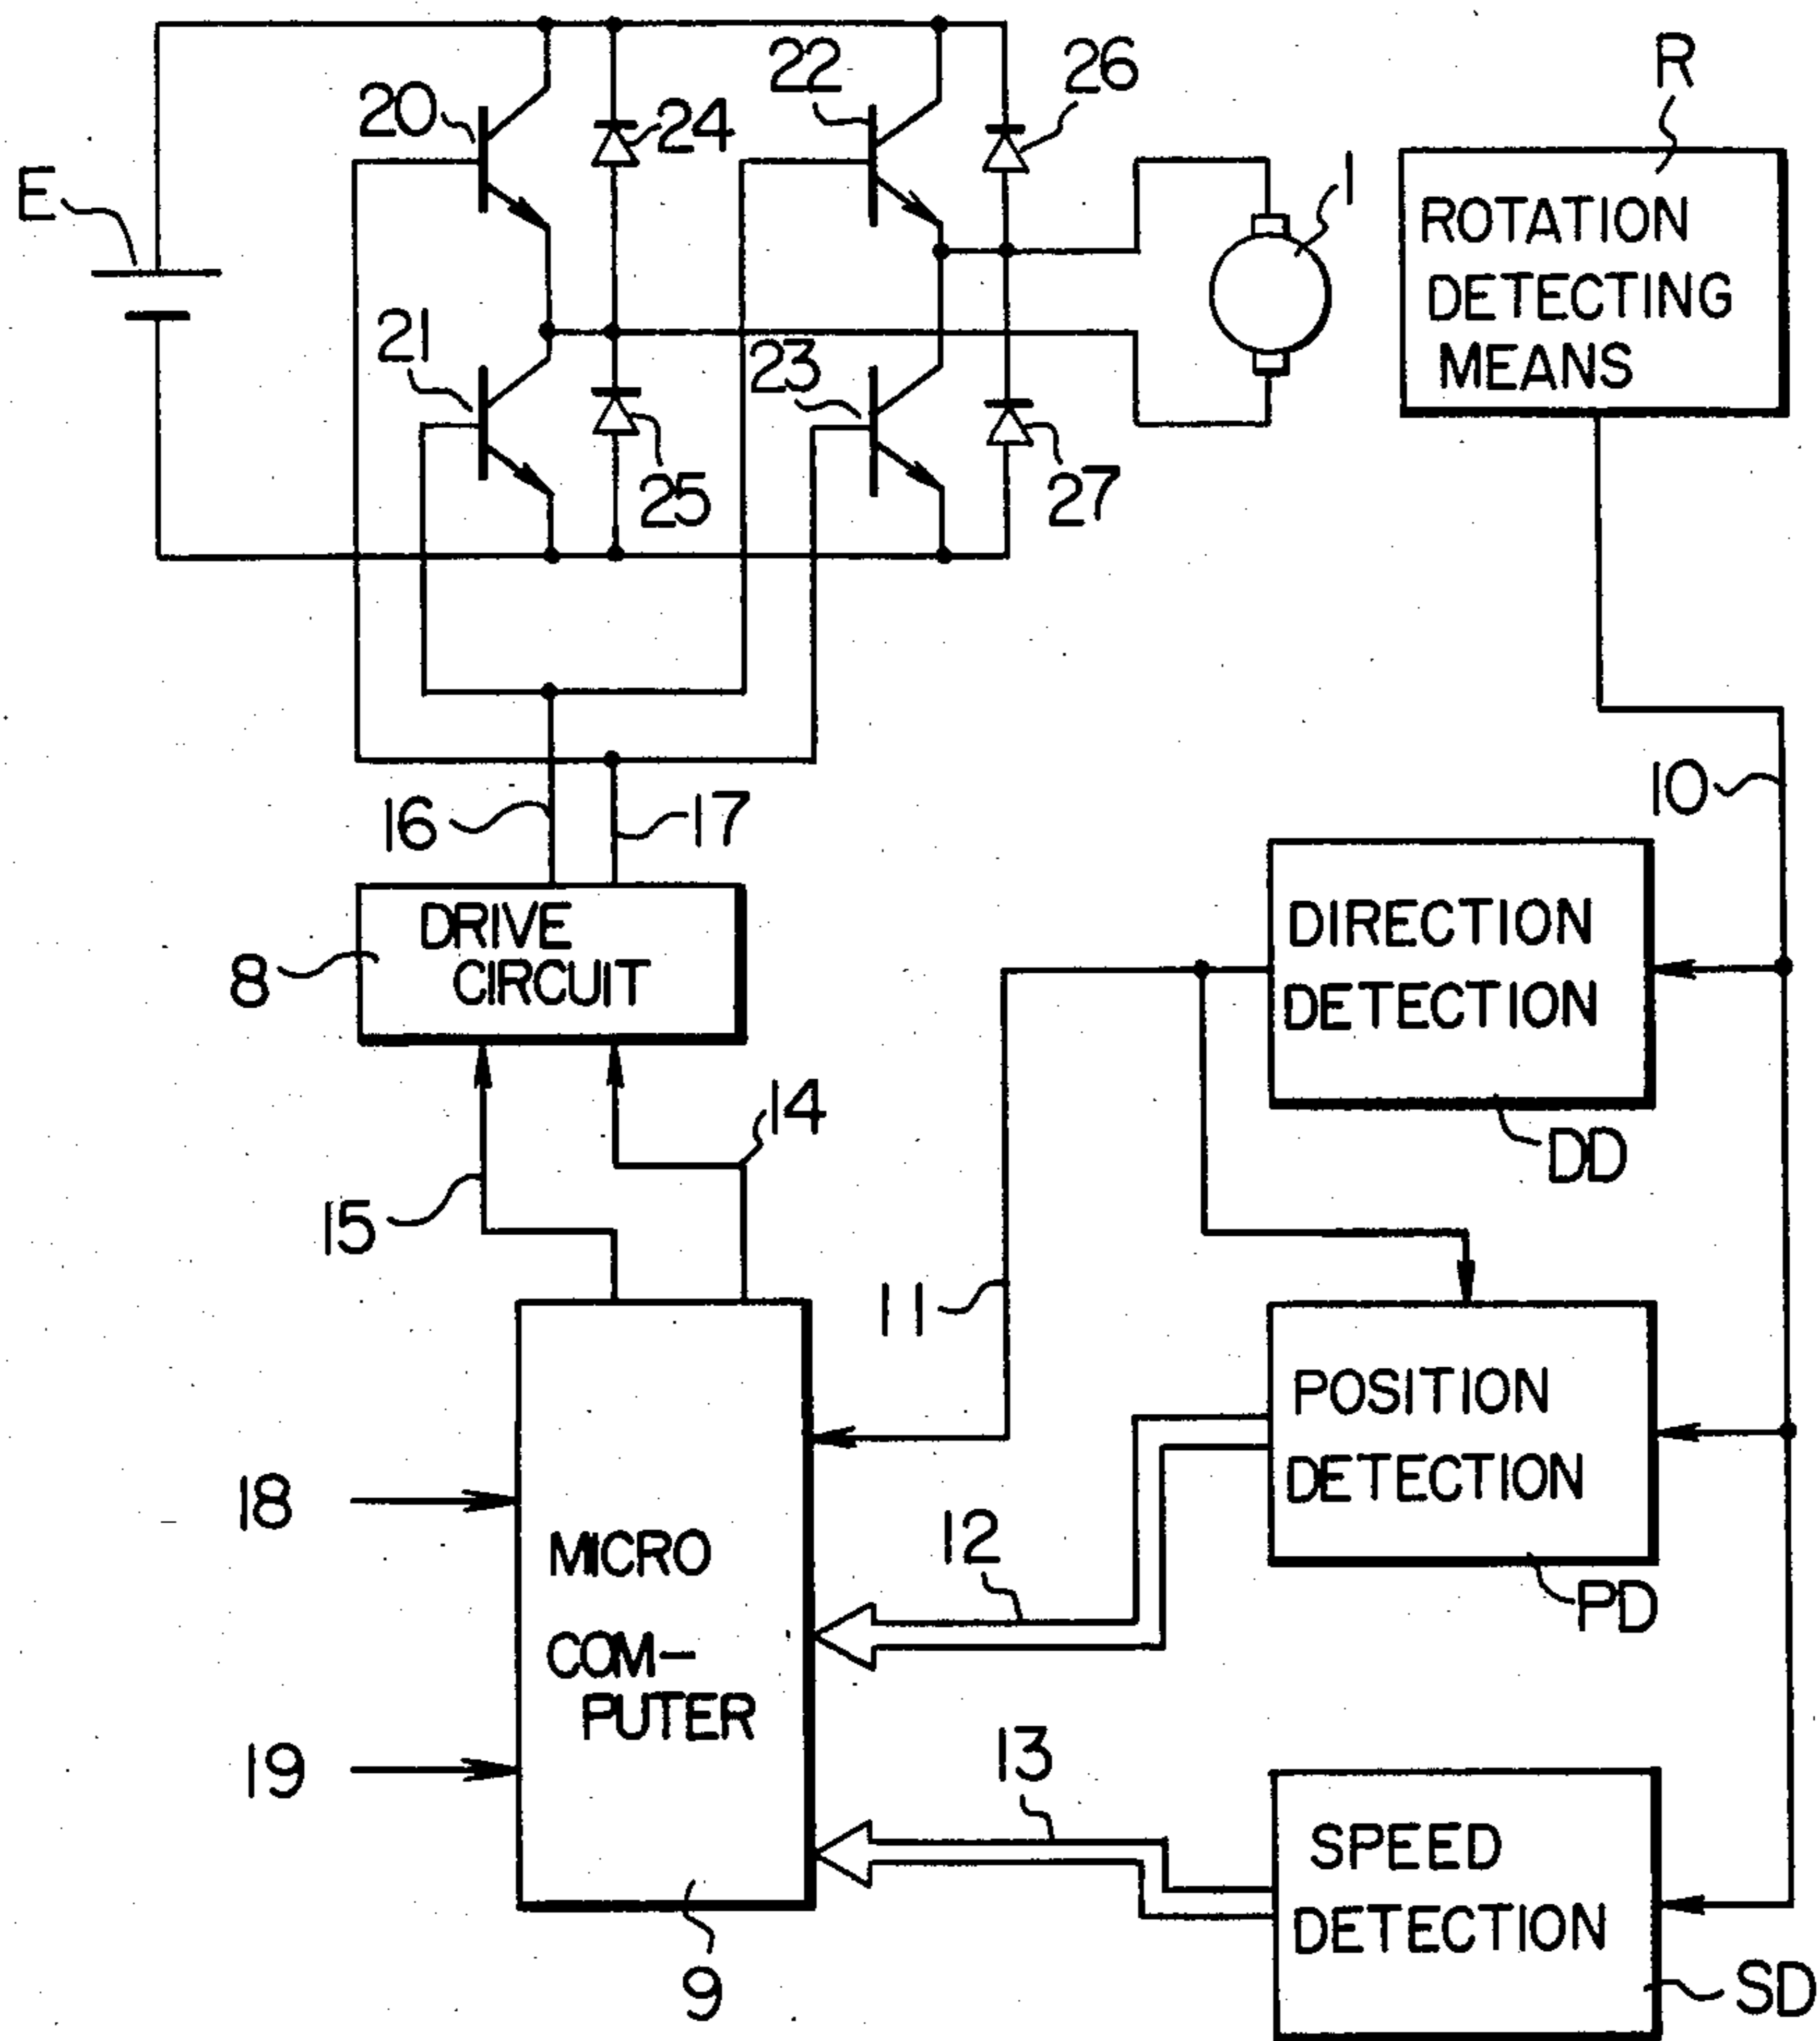 E
20
24
22
26
1
R
ROTATION
DETECTING
MEANS
21
25
23
27
16
17
10
DRIVE
CIRCUIT
8
DIRECTION
DETECTION
DD
14
15
11
POSITION
DETECTION
PD
18
MICRO
COM-
PUTER
19
12
13
9
SPEED
DETECTION
SD